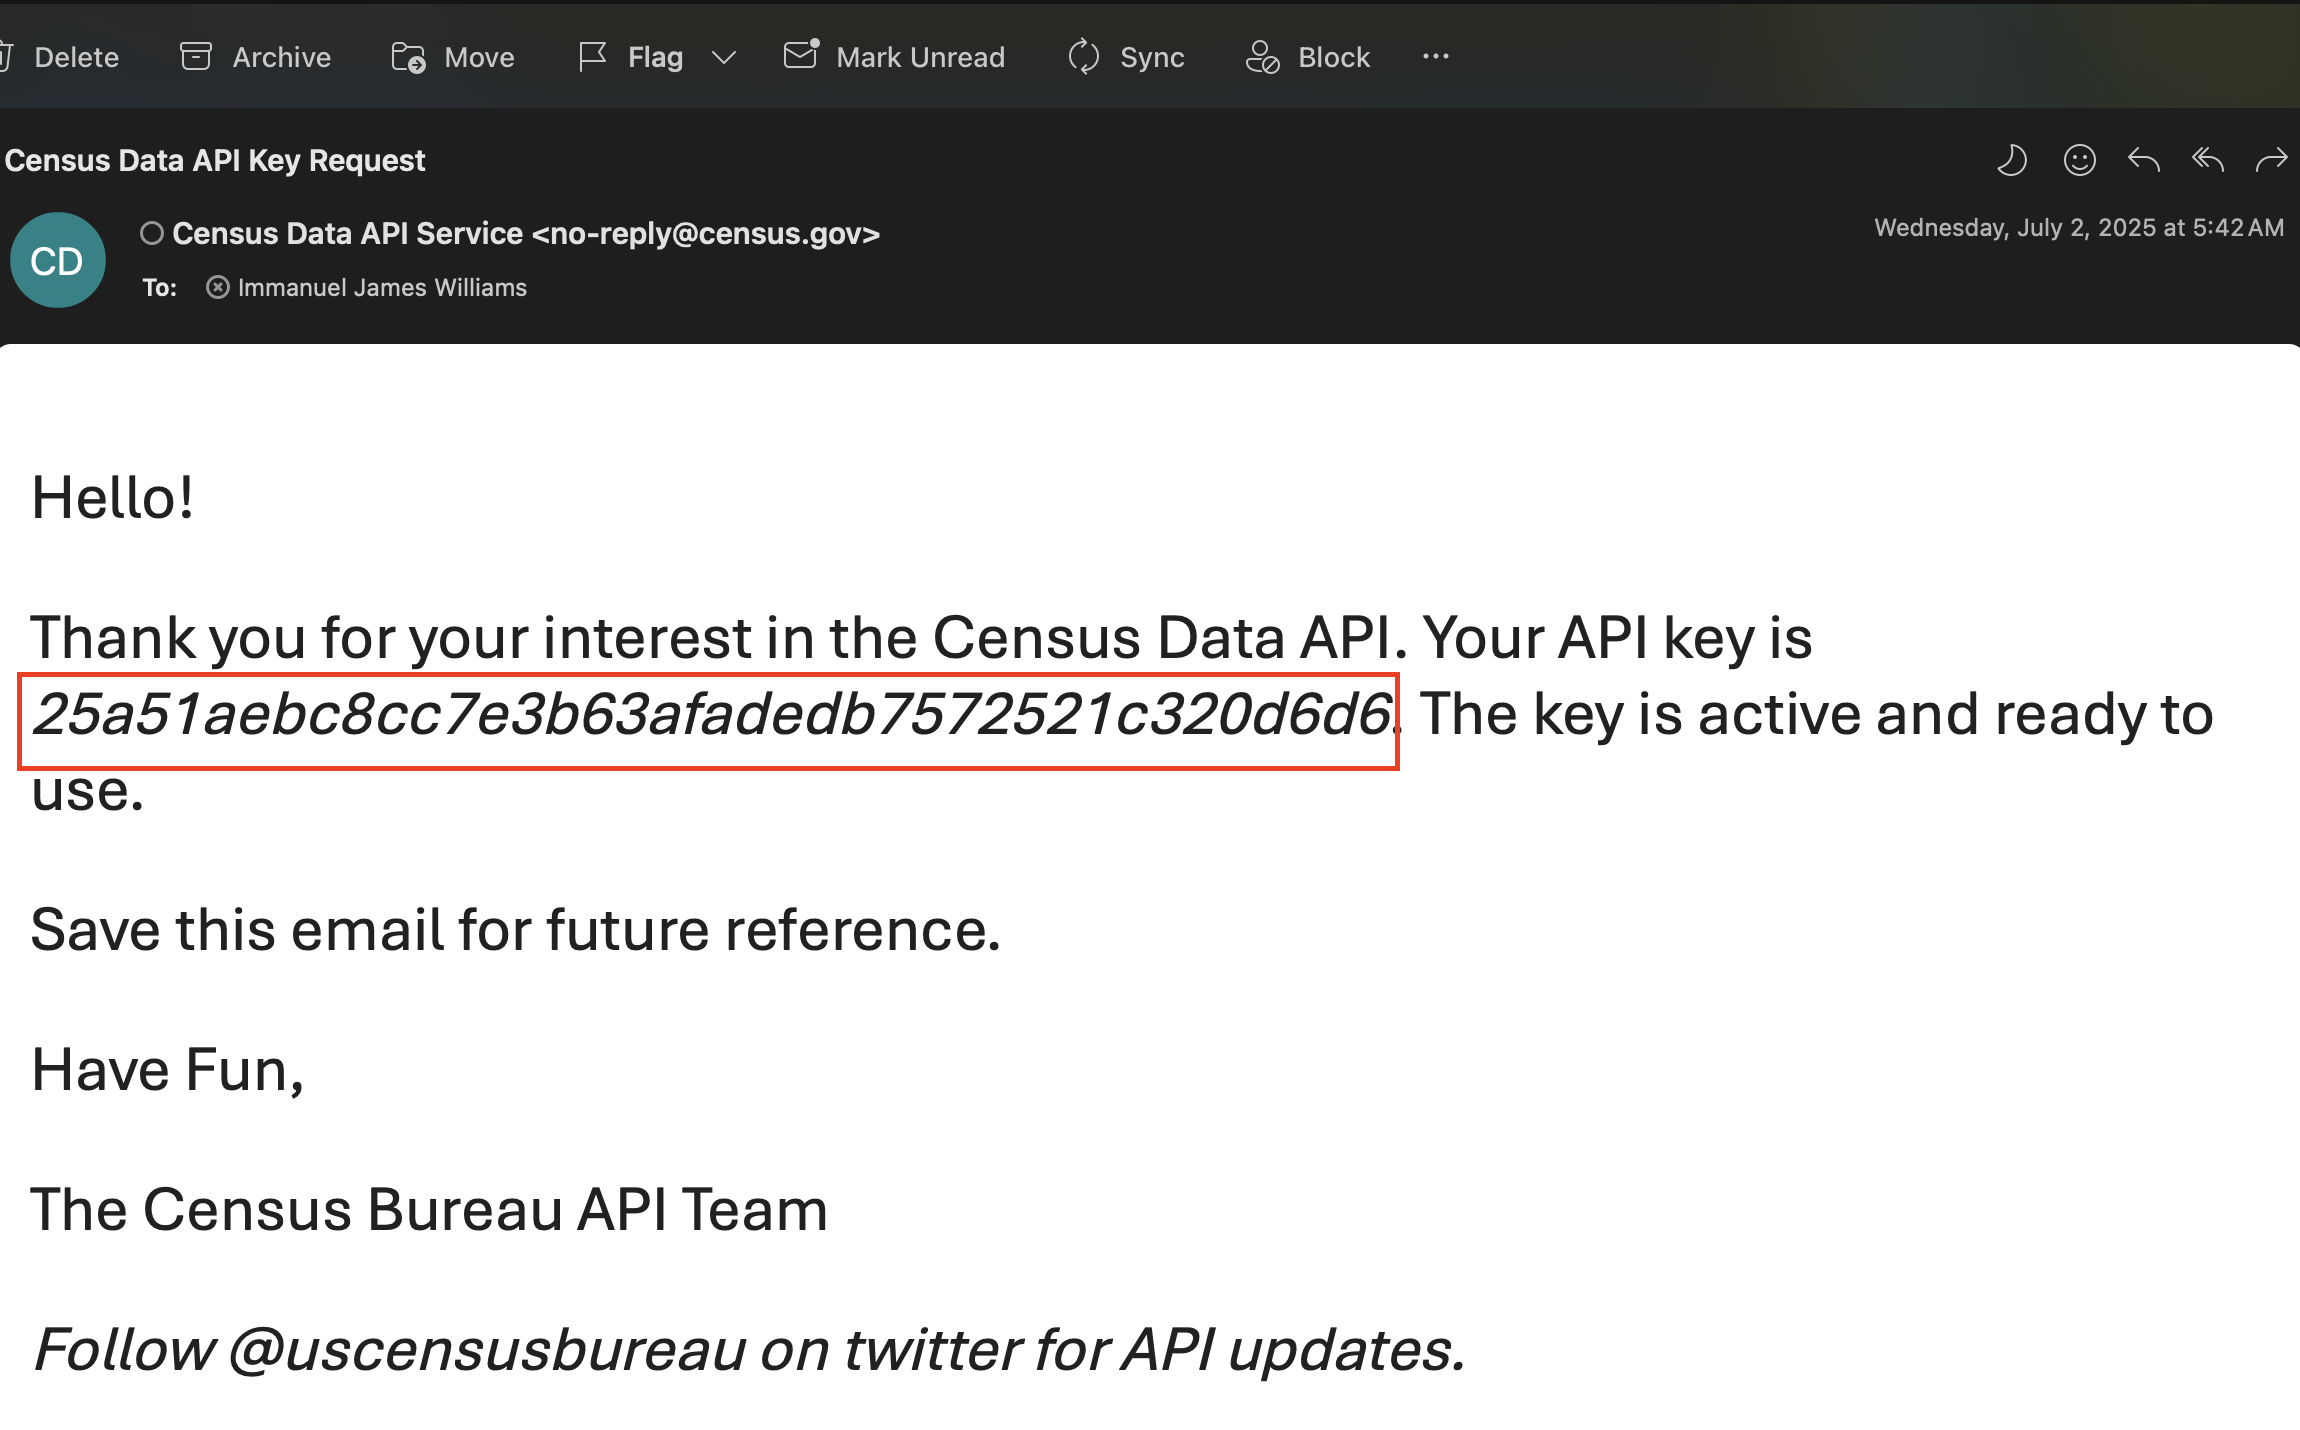 Delete Archive Move Flag Mark Unread Sync Block ...
Census Data API Key Request
CD
Census Data API Service <no-reply@census.gov>
Wednesday, July 2, 2025 at 5:42 AM
To: Immanuel James Williams
Hello!
Thank you for your interest in the Census Data API. Your API key is
25a51aebc8cc7e3b63afadedb7572521c320d6d6. The key is active and ready to
use.
Save this email for future reference.
Have Fun,
The Census Bureau API Team
Follow @uscensusbureau on twitter for API updates.